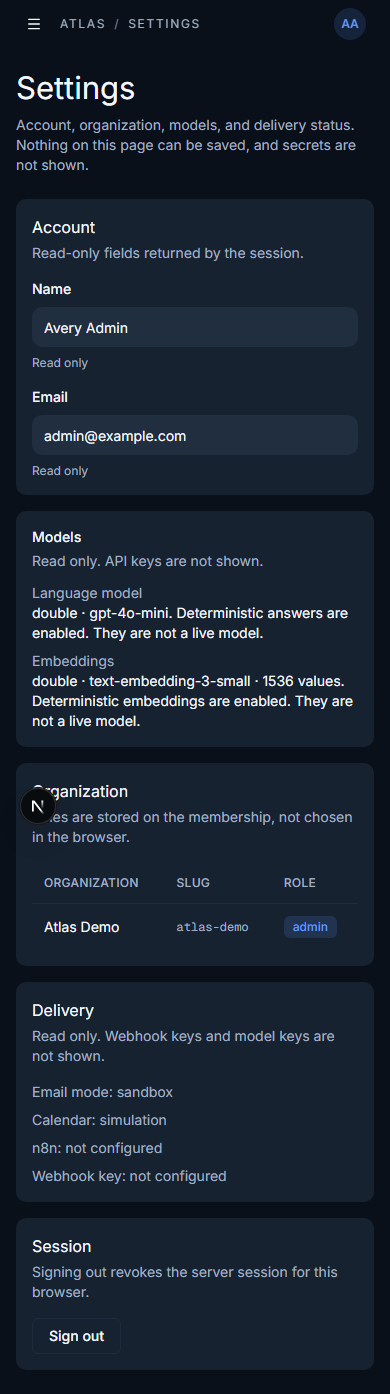 ATLAS / SETTINGS
AA
Settings
Account, organization, models, and delivery status.
Nothing on this page can be saved, and secrets are
not shown.
Account
Read-only fields returned by the session.
Name
Avery Admin
Read only
Email
admin@example.com
Read only
Models
Read only. API keys are not shown.
Language model
double · gpt-4o-mini. Deterministic answers are
enabled. They are not a live model.
Embeddings
double · text-embedding-3-small · 1536 values.
Deterministic embeddings are enabled. They are
not a live model.
Organization
N
are stored on the membership, not chosen
in the browser.
ORGANIZATION SLUG ROLE
Atlas Demo atlas-demo admin
Delivery
Read only. Webhook keys and model keys are
not shown.
Email mode: sandbox
Calendar: simulation
n8n: not configured
Webhook key: not configured
Session
Signing out revokes the server session for this
browser.
Sign out